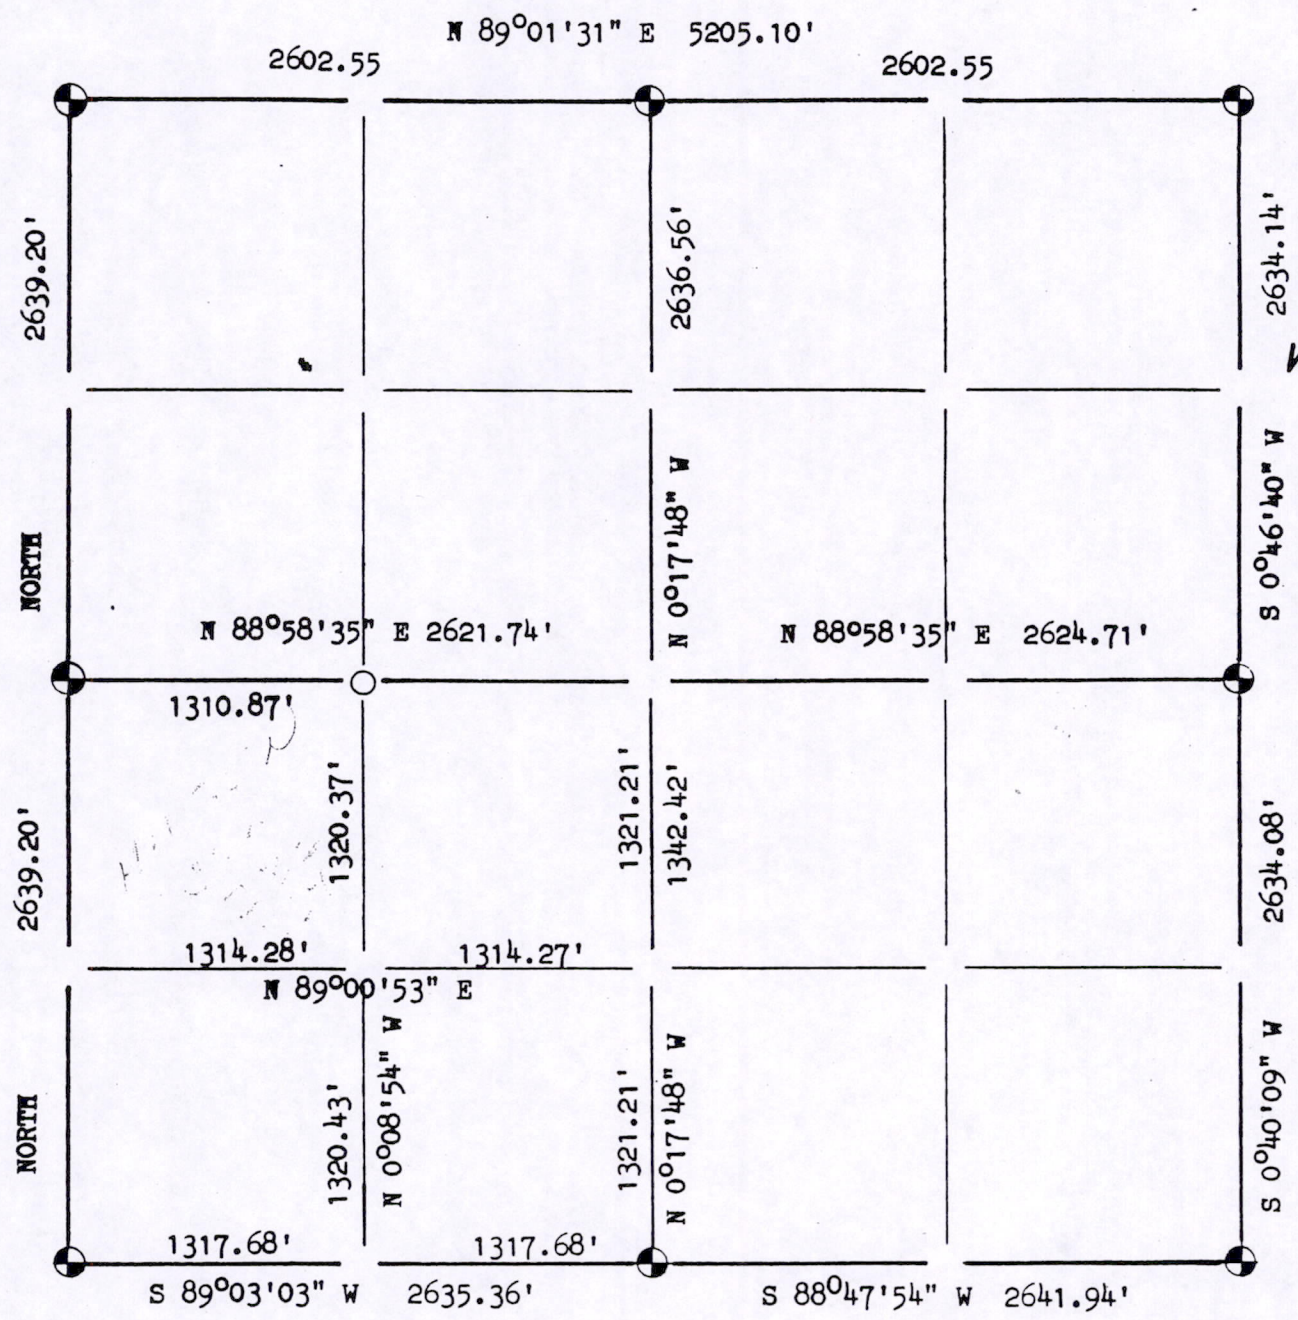 N 89°01'31" E 5205.10'
2602.55
2602.55
2639.20'
2636.56'
2634.14'
NORTH
N 0°17'48" W
S 0°46'40" W
N 88°58'35" E 2621.74'
N 88°58'35" E 2624.71'
1310.87'
2639.20'
1320.37'
1321.21'
1342.42'
2634.08'
1314.28'
1314.27'
N 89°00'53" E
NORTH
1320.43'
N 0°08'54" W
1321.21'
N 0°17'48" W
S 0°40'09" W
1317.68'
1317.68'
S 89°03'03" W 2635.36'
S 88°47'54" W 2641.94'